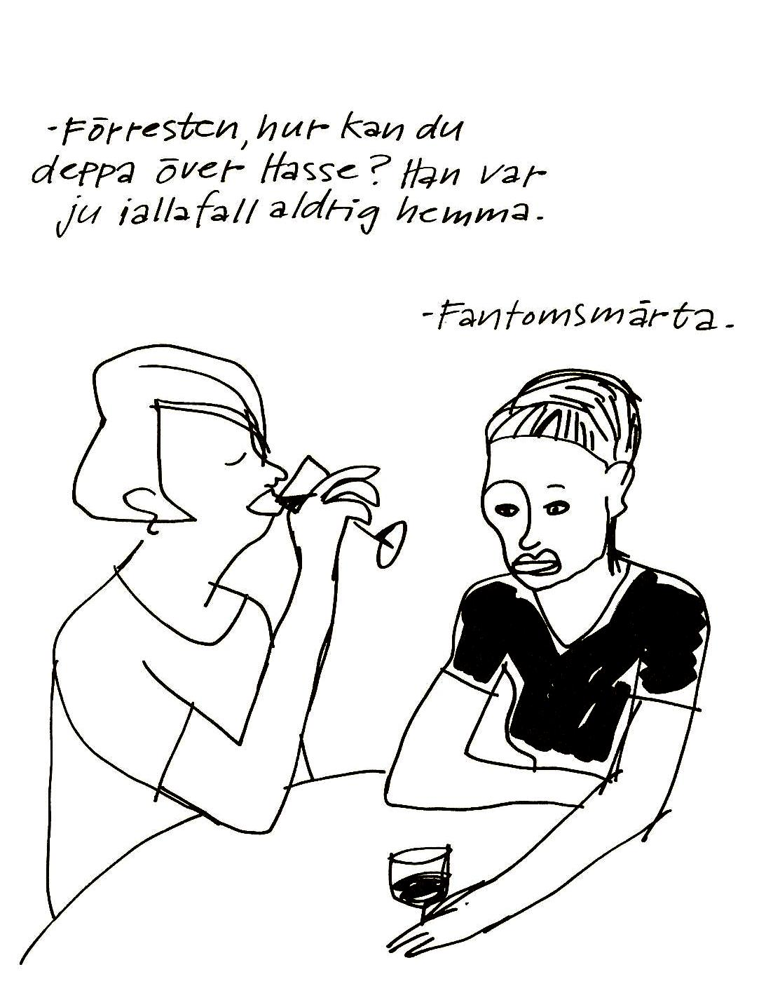 -Förresten, hur kan du
deppa över Hasse? Han var
ju iallafall aldrig hemma.
-Fantomsmärta.